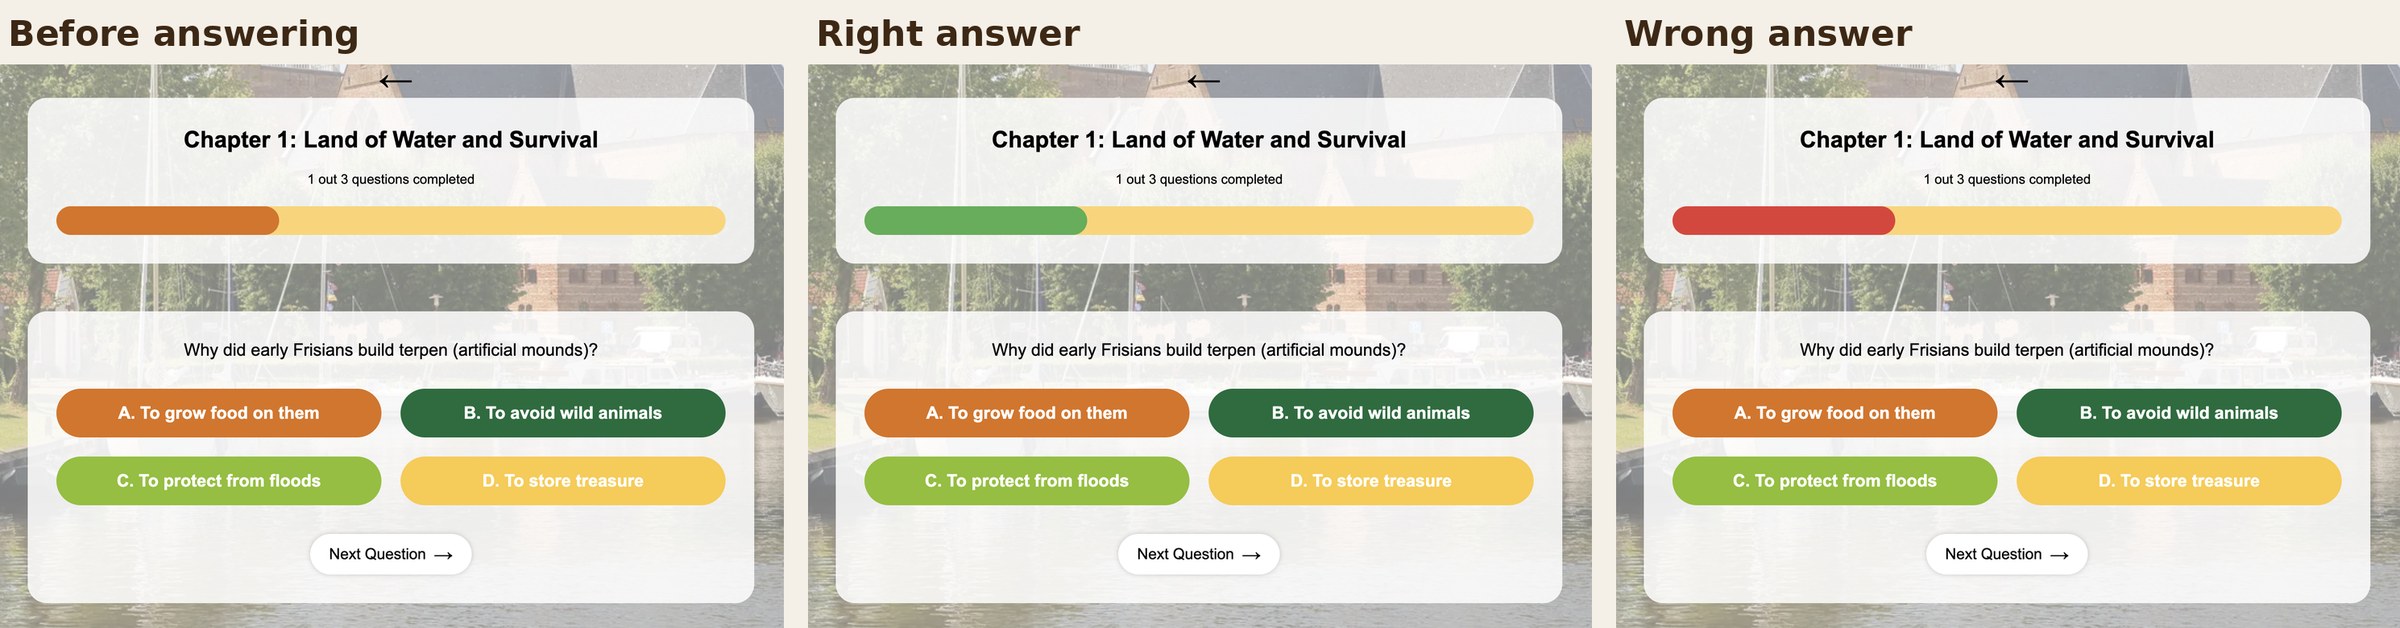 Before answering
←
Chapter 1: Land of Water and Survival
1 out 3 questions completed
Why did early Frisians build terpen (artificial mounds)?
A. To grow food on them
B. To avoid wild animals
C. To protect from floods
D. To store treasure
Next Question →
Right answer
←
Chapter 1: Land of Water and Survival
1 out 3 questions completed
Why did early Frisians build terpen (artificial mounds)?
A. To grow food on them
B. To avoid wild animals
C. To protect from floods
D. To store treasure
Next Question →
Wrong answer
←
Chapter 1: Land of Water and Survival
1 out 3 questions completed
Why did early Frisians build terpen (artificial mounds)?
A. To grow food on them
B. To avoid wild animals
C. To protect from floods
D. To store treasure
Next Question →